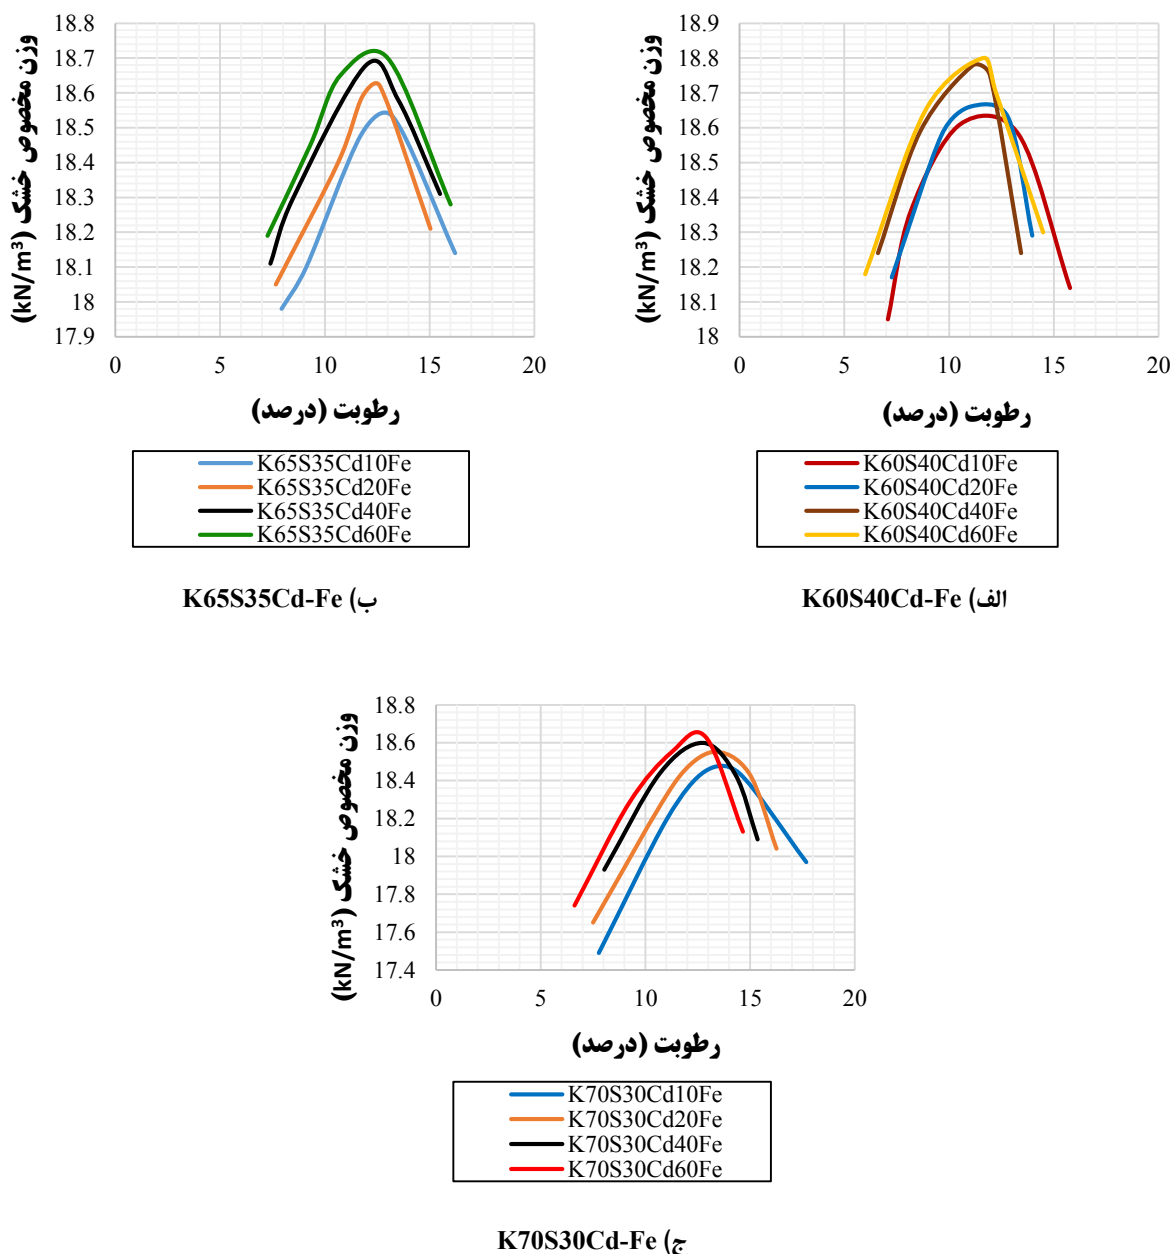 وزن مخصوص خشک (kN/m³)
18.9
18.8
18.7
18.6
18.5
18.4
18.3
18.2
18.1
18
0 5 10 15 20
رطوبت (درصد)
K60S40Cd10Fe
K60S40Cd20Fe
K60S40Cd40Fe
K60S40Cd60Fe
الف) K60S40Cd-Fe
وزن مخصوص خشک (kN/m³)
18.8
18.7
18.6
18.5
18.4
18.3
18.2
18.1
18
17.9
0 5 10 15 20
رطوبت (درصد)
K65S35Cd10Fe
K65S35Cd20Fe
K65S35Cd40Fe
K65S35Cd60Fe
ب) K65S35Cd-Fe
وزن مخصوص خشک (kN/m³)
18.8
18.6
18.4
18.2
18
17.8
17.6
17.4
0 5 10 15 20
رطوبت (درصد)
K70S30Cd10Fe
K70S30Cd20Fe
K70S30Cd40Fe
K70S30Cd60Fe
ج) K70S30Cd-Fe